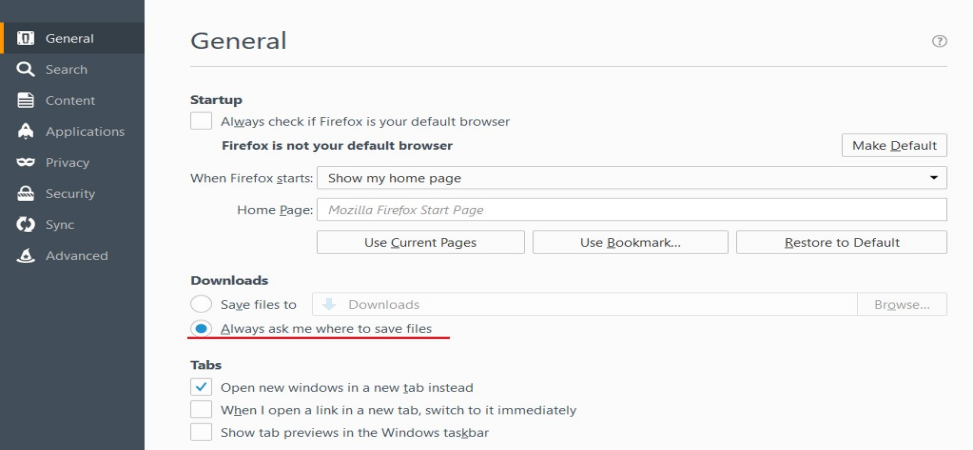 General
Search
Content
Applications
Privacy
Security
Sync
Advanced
General
?
Startup
Always check if Firefox is your default browser
Firefox is not your default browser
Make Default
When Firefox starts: Show my home page
Home Page: Mozilla Firefox Start Page
Use Current Pages Use Bookmark... Restore to Default
Downloads
Save files to Downloads Browse...
Always ask me where to save files
Tabs
Open new windows in a new tab instead
When I open a link in a new tab, switch to it immediately
Show tab previews in the Windows taskbar